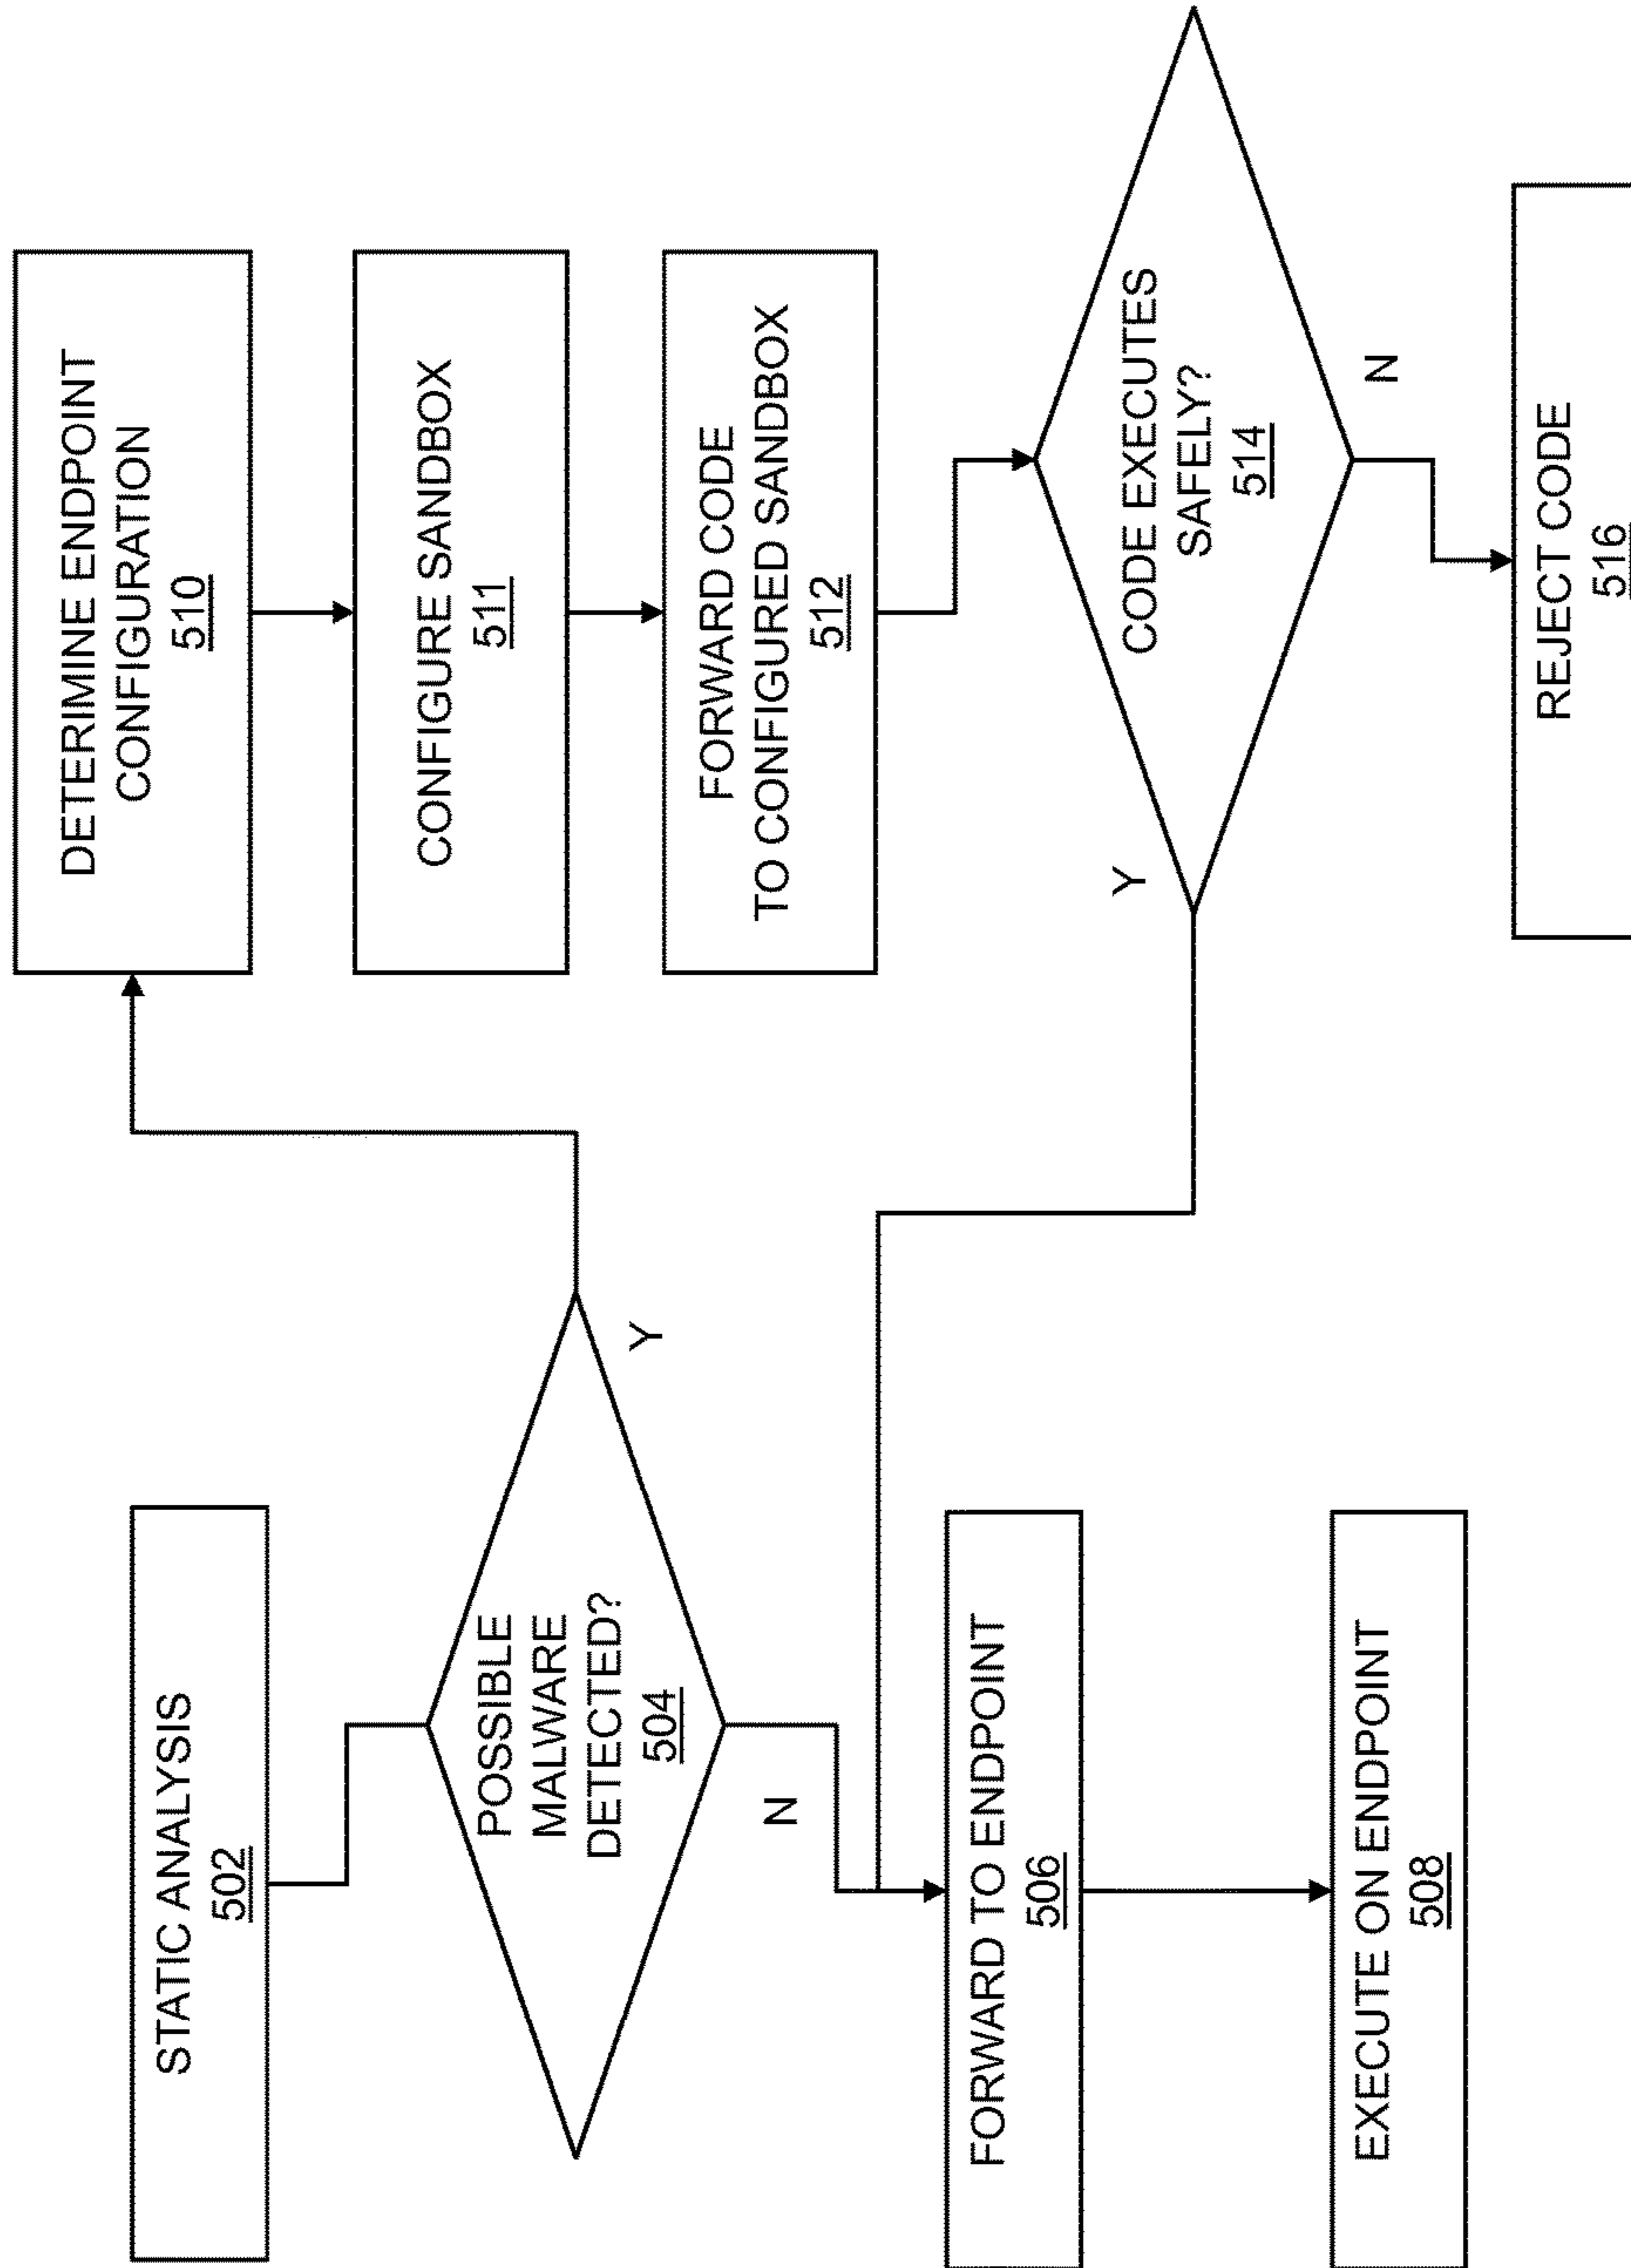 STATIC ANALYSIS
502
POSSIBLE
MALWARE
DETECTED?
504
Y
N
FORWARD TO ENDPOINT
506
EXECUTE ON ENDPOINT
508
DETERIMINE ENDPOINT
CONFIGURATION
510
CONFIGURE SANDBOX
511
FORWARD CODE
TO CONFIGURED SANDBOX
512
CODE EXECUTES
SAFELY?
514
Y
N
REJECT CODE
516